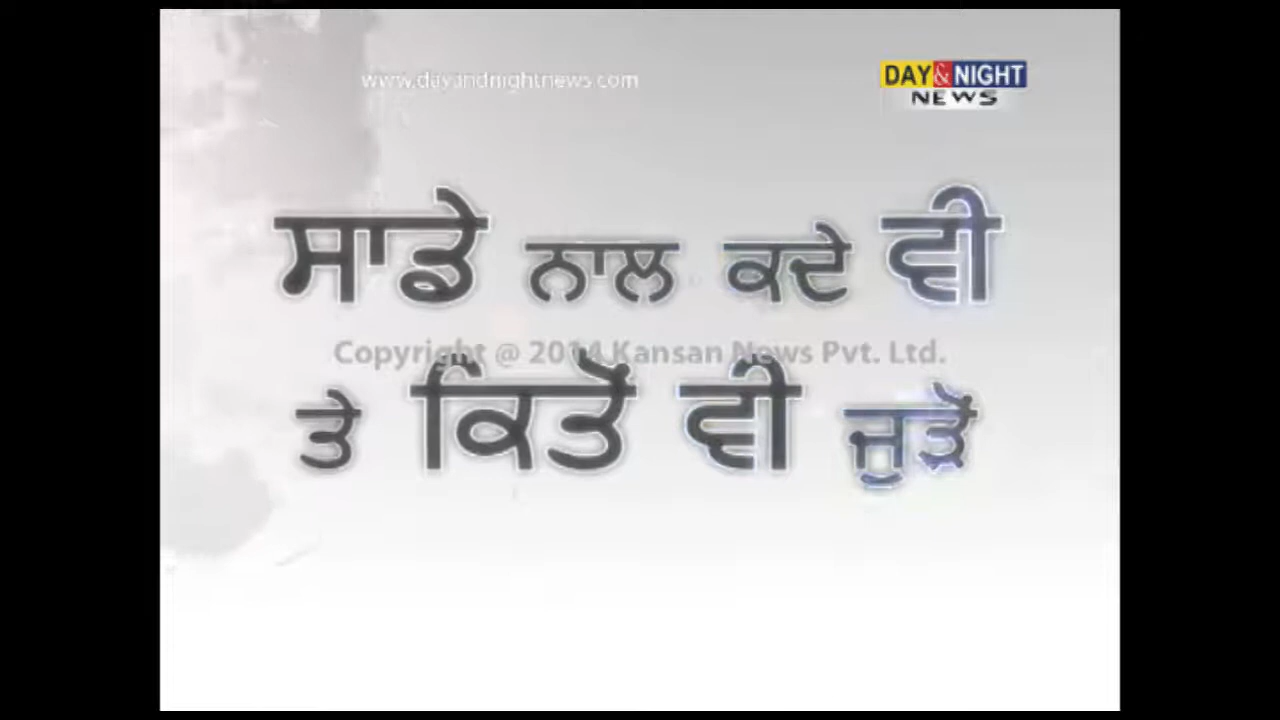 www.dayandnightnews.com
DAY&NIGHT
NEWS
ਸਾਡੇ ਨਾਲ ਕਦੇ ਵੀ
Copyright @ 2014 Kansan News Pvt. Ltd.
ਤੇ ਕਿਤੋਂ ਵੀ ਜੁੜੋਂ